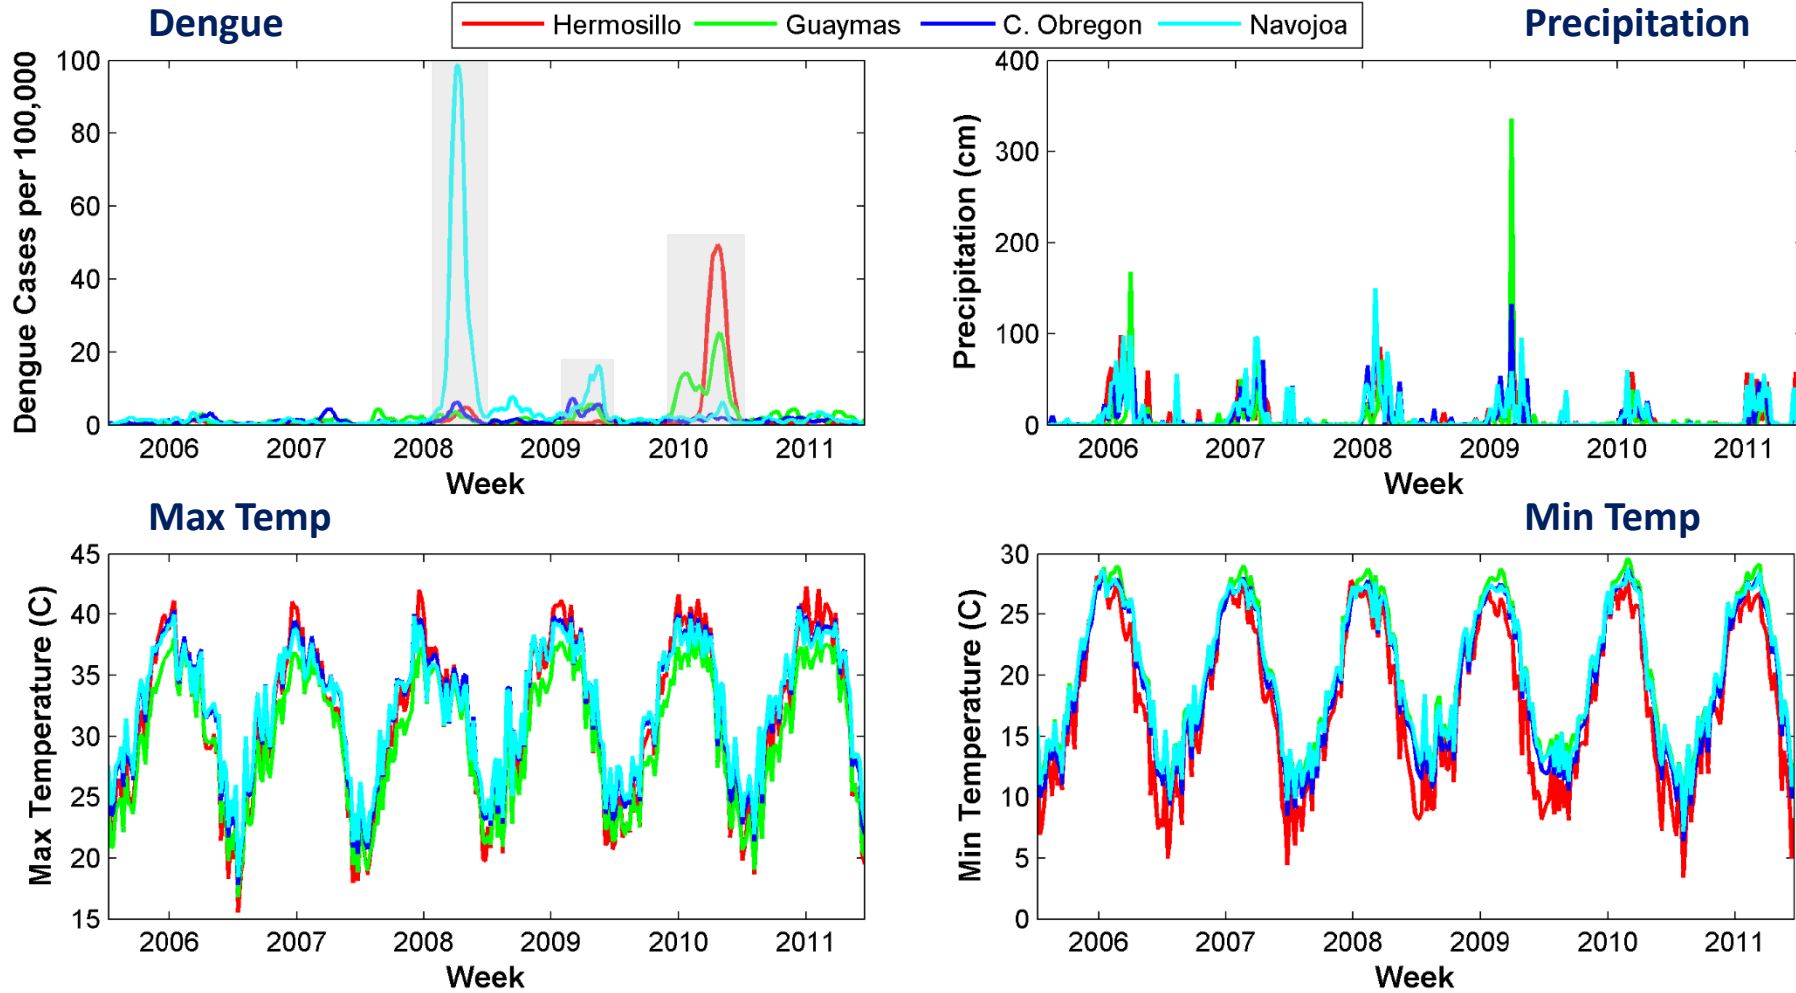 Dengue
Hermosillo Guaymas C. Obregon Navojoa
Precipitation
Dengue Cases per 100,000
100
80
60
40
20
0
2006 2007 2008 2009 2010 2011
Week
Precipitation (cm)
400
300
200
100
0
2006 2007 2008 2009 2010 2011
Week
Max Temp
Max Temperature (C)
45
40
35
30
25
20
15
2006 2007 2008 2009 2010 2011
Week
Min Temp
Min Temperature (C)
30
25
20
15
10
5
0
2006 2007 2008 2009 2010 2011
Week